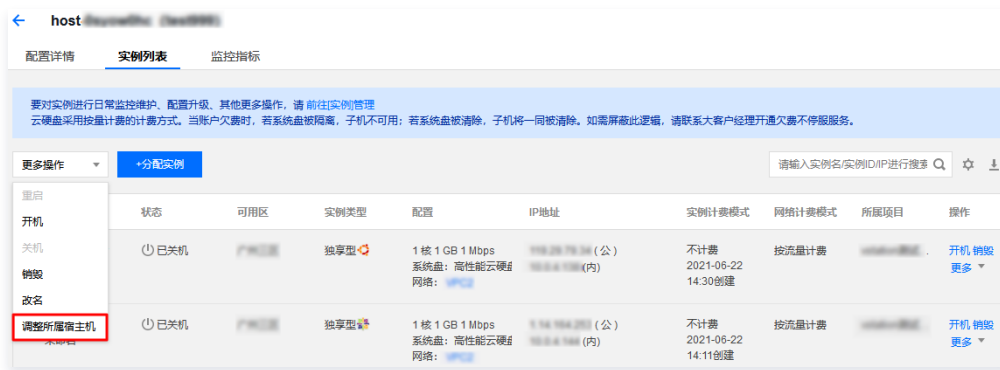 host
配置详情 实例列表 监控指标
要对实例进行日常监控维护、配置升级、其他更多操作，请 前往[实例]管理
云硬盘采用按量计费的计费方式。当账户欠费时，若系统盘被隔离，子机不可用；若系统盘被清除，子机将一同被清除。如需屏蔽此逻辑，请联系大客户经理开通欠费不停服服务。
更多操作 +分配实例 请输入实例名/实例ID/IP进行搜索
重启
开机
关机
销毁
改名
调整所属宿主机
状态 可用区 实例类型 配置 IP地址 实例计费模式 网络计费模式 所属项目 操作
已关机 独享型 1 核 1 GB 1 Mbps (公) 不计费 按流量计费 开机 销毁
系统盘：高性能云硬盘 (内) 2021-06-22 更多
网络： 14:30创建
已关机 独享型 1 核 1 GB 1 Mbps (公) 不计费 按流量计费 开机 销毁
未命名 系统盘：高性能云硬盘 (内) 2021-06-22 更多
网络： 14:11创建